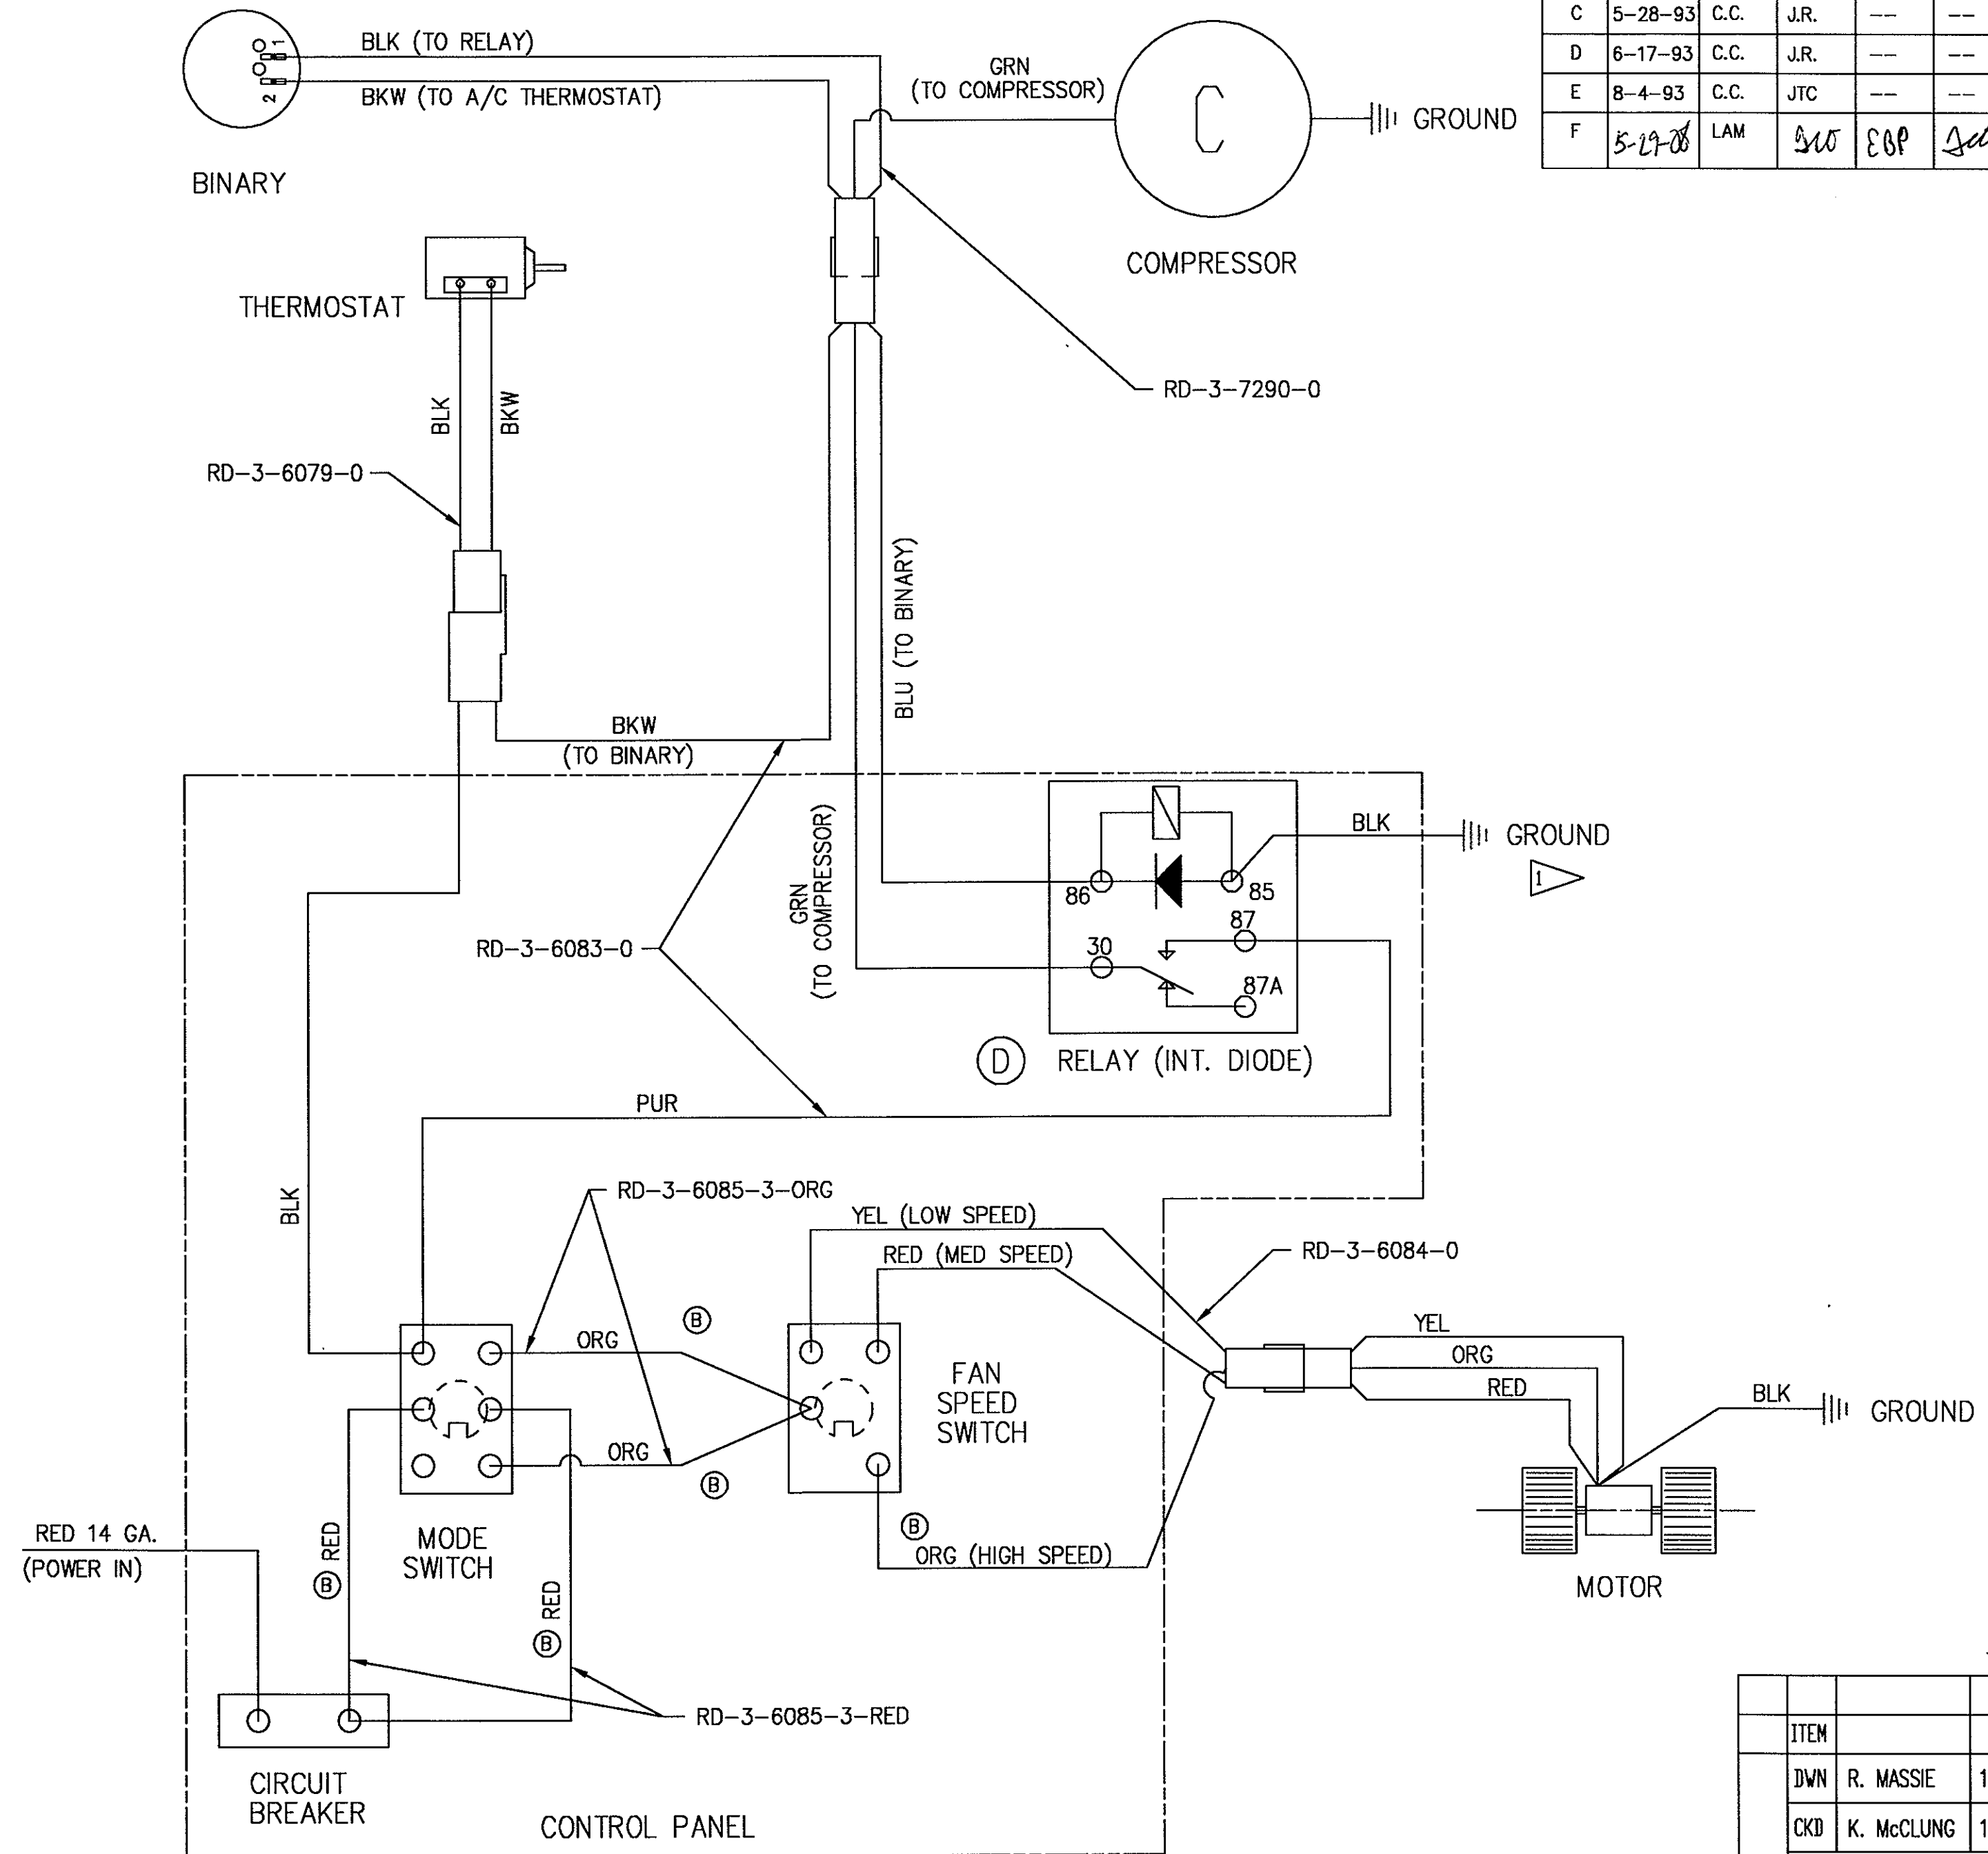 C 5-28-93 C.C. J.R. -- --
D 6-17-93 C.C. J.R. -- --
E 8-4-93 C.C. JTC -- --
F 5-29-08 LAM EBP
1
2
BLK (TO RELAY)
BKW (TO A/C THERMOSTAT)
BINARY
GRN
(TO COMPRESSOR)
C
GROUND
COMPRESSOR
THERMOSTAT
BLK
BKW
RD-3-7290-0
RD-3-6079-0
BLU (TO BINARY)
BKW
(TO BINARY)
GRN
(TO COMPRESSOR)
BLK
GROUND
1
86
85
87
30
87A
RD-3-6083-0
D
RELAY (INT. DIODE)
PUR
BLK
RD-3-6085-3-ORG
YEL (LOW SPEED)
RED (MED SPEED)
RD-3-6084-0
B
ORG
FAN
SPEED
SWITCH
YEL
ORG
RED
BLK
GROUND
ORG
B
B
ORG (HIGH SPEED)
MODE
SWITCH
RED 14 GA.
(POWER IN)
B RED
B RED
MOTOR
RD-3-6085-3-RED
CIRCUIT
BREAKER
CONTROL PANEL
ITEM
DWN R. MASSIE 1
CKD K. McCLUNG 1